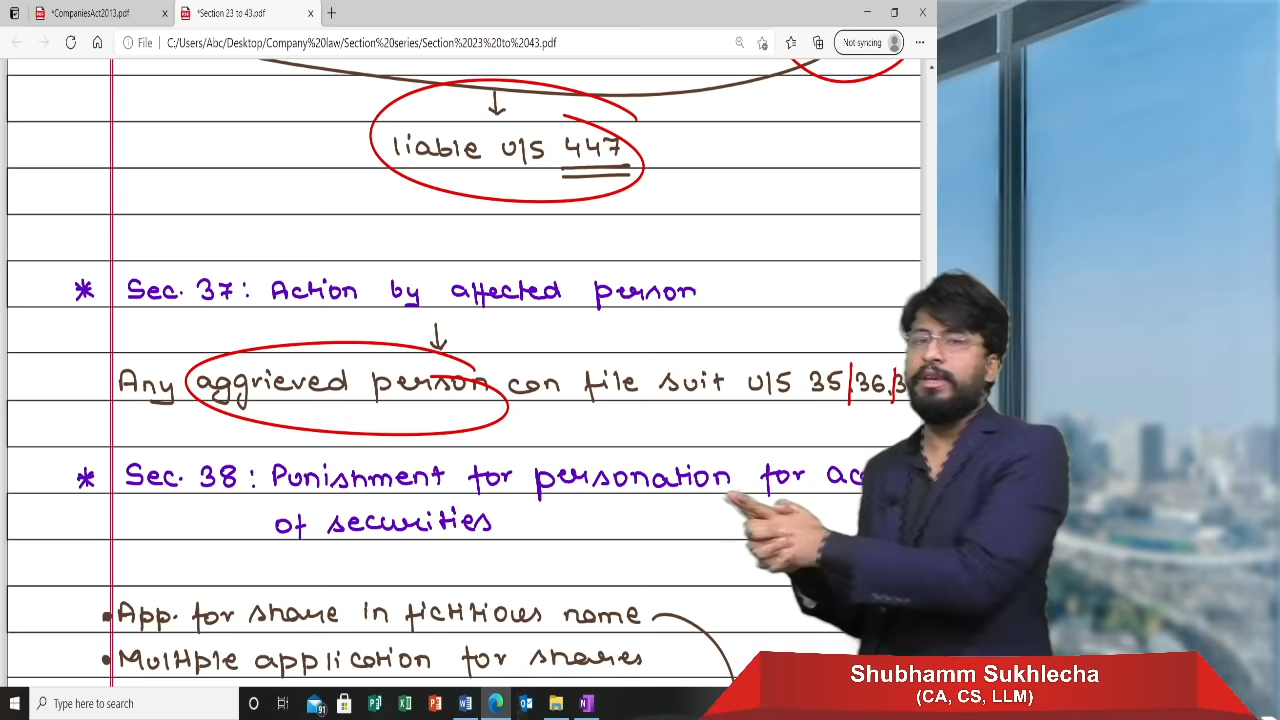 *CompaniesAct2013.pdf
*Section 23 to 43.pdf
File C:/Users/Abc/Desktop/Company%20law/Section%20series/Section%2023%20to%2043.pdf Not syncing
liable U/S 447
* Sec. 37: Action by affected person
Any aggrieved person can file suit U/S 35/36/3
* Sec. 38: Punishment for personation for ac
of securities
• App. for share in fictitious name
• Multiple application for shares
Shubhamm Sukhlecha
(CA, CS, LLM)
Type here to search
91